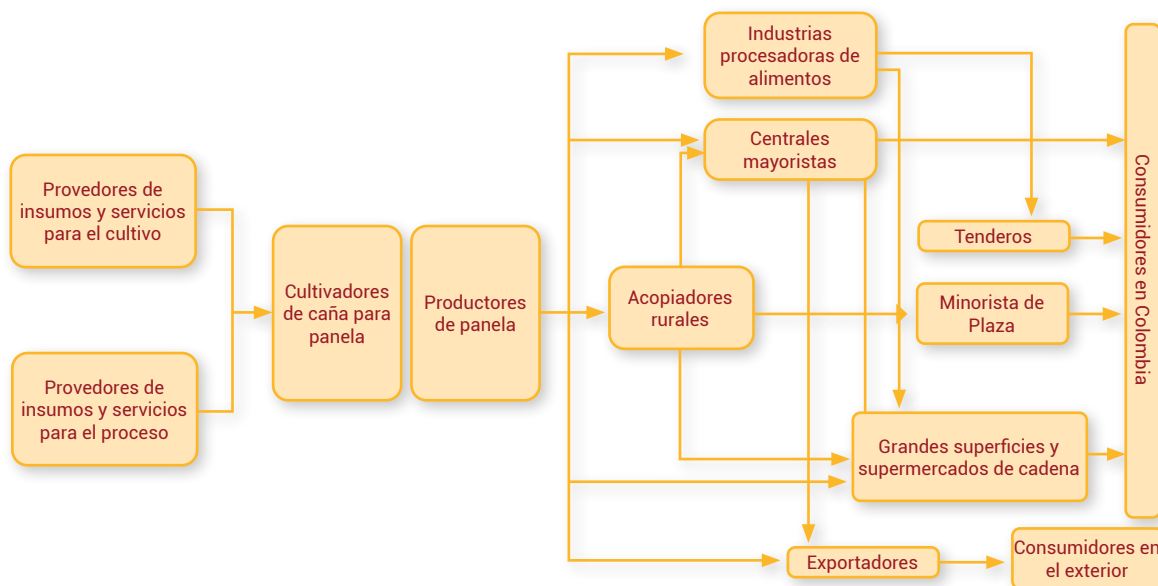 Provedores de
insumos y servicios
para el cultivo
Provedores de
insumos y servicios
para el proceso
Cultivadores
de caña para
panela
Productores
de panela
Acopiadores
rurales
Industrias
procesadoras de
alimentos
Centrales
mayoristas
Tenderos
Minorista de
Plaza
Grandes superficies y
supermercados de cadena
Exportadores
Consumidores en Colombia
Consumidores en
el exterior